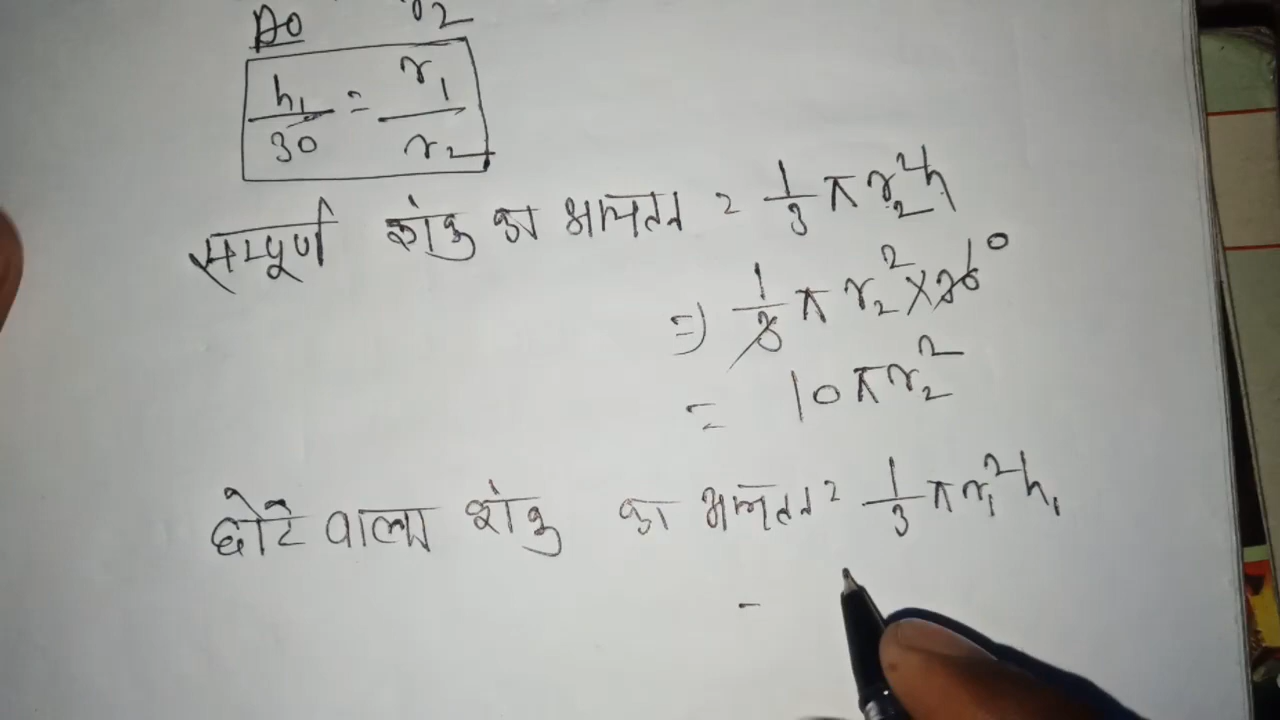 AO r₂
h₁/30 = r₁/r₂
सम्पूर्ण शंकु का आयतन = 1/3 π r₂² h
=) 1/3 π r₂² × 30 0
= 10 π r₂²
छोटे वाला शंकु का आयतन = 1/3 π r₁² h₁
-